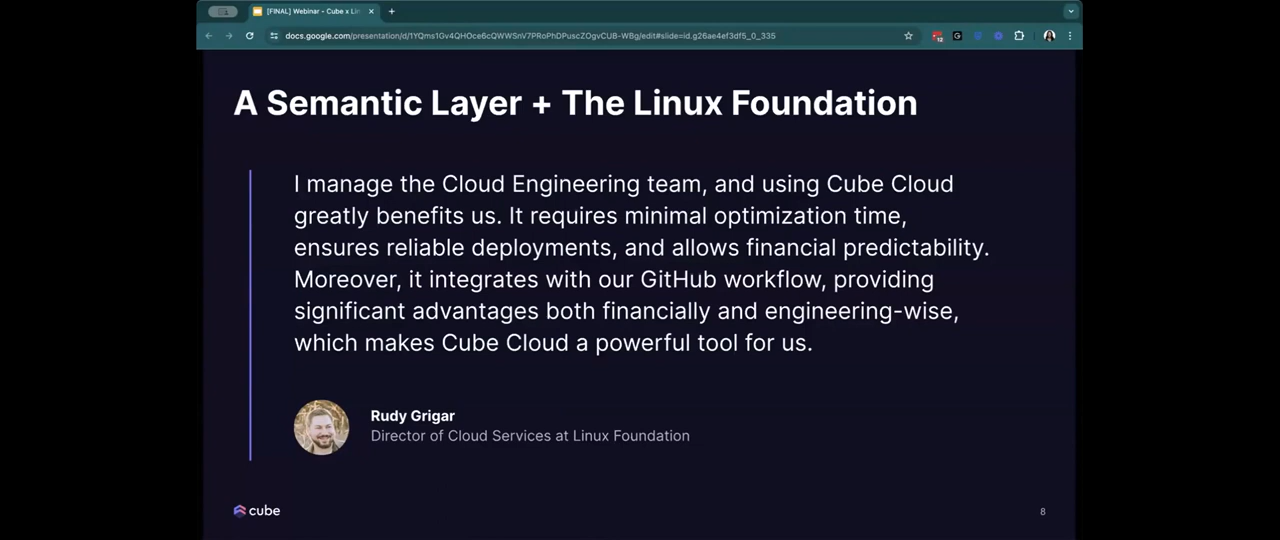 [FINAL] Webinar - Cube x Lin
docs.google.com/presentation/d/1YQms1Gv4QHOce6cQWWSnV7PRoPhDPuscZOgvCUB-WBg/edit#slide=id.g26ae4ef3df5_0_335
12
G
A Semantic Layer + The Linux Foundation
I manage the Cloud Engineering team, and using Cube Cloud
greatly benefits us. It requires minimal optimization time,
ensures reliable deployments, and allows financial predictability.
Moreover, it integrates with our GitHub workflow, providing
significant advantages both financially and engineering-wise,
which makes Cube Cloud a powerful tool for us.
Rudy Grigar
Director of Cloud Services at Linux Foundation
cube
8